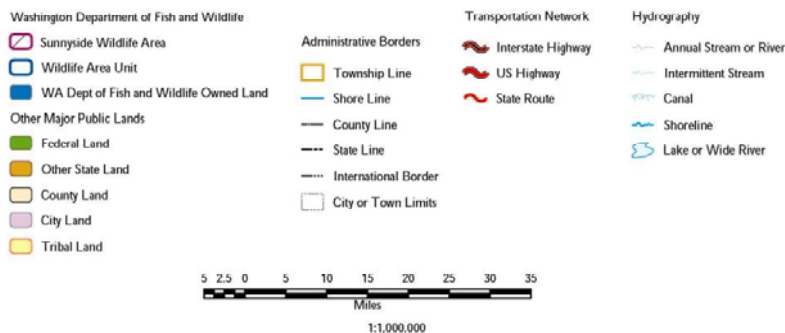 Washington Department of Fish and Wildlife
Sunnyside Wildlife Area
Wildlife Area Unit
WA Dept of Fish and Wildlife Owned Land
Other Major Public Lands
Federal Land
Other State Land
County Land
City Land
Tribal Land
Administrative Borders
Township Line
Shore Line
County Line
State Line
International Border
City or Town Limits
Transportation Network
Interstate Highway
US Highway
State Route
Hydrography
Annual Stream or River
Intermittent Stream
Canal
Shoreline
Lake or Wide River
5 2.5 0 5 10 15 20 25 30 35
Miles
1:1,000,000